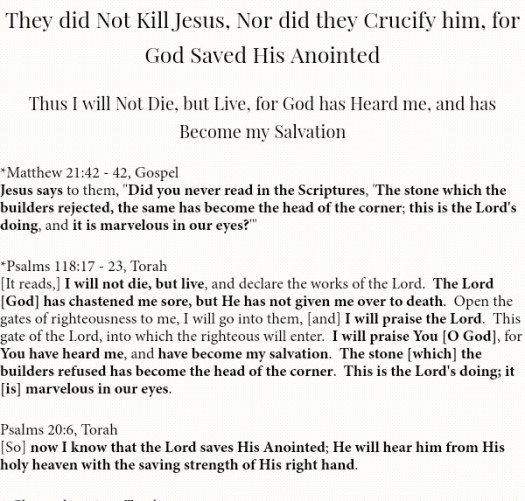 They did Not Kill Jesus, Nor did they Crucify him, for
God Saved His Anointed
Thus I will Not Die, but Live, for God has Heard me, and has
Become my Salvation
*Matthew 21:42 - 42, Gospel
Jesus says to them, "Did you never read in the Scriptures, 'The stone which the
builders rejected, the same has become the head of the corner; this is the Lord's
doing, and it is marvelous in our eyes?'"
*Psalms 118:17 - 23, Torah
[It reads,] I will not die, but live, and declare the works of the Lord. The Lord
[God] has chastened me sore, but He has not given me over to death. Open the
gates of righteousness to me, I will go into them, [and] I will praise the Lord. This
gate of the Lord, into which the righteous will enter. I will praise You [O God], for
You have heard me, and have become my salvation. The stone [which] the
builders refused has become the head of the corner. This is the Lord's doing; it
[is] marvelous in our eyes.
Psalms 20:6, Torah
[So] now I know that the Lord saves His Anointed; He will hear him from His
holy heaven with the saving strength of His right hand.